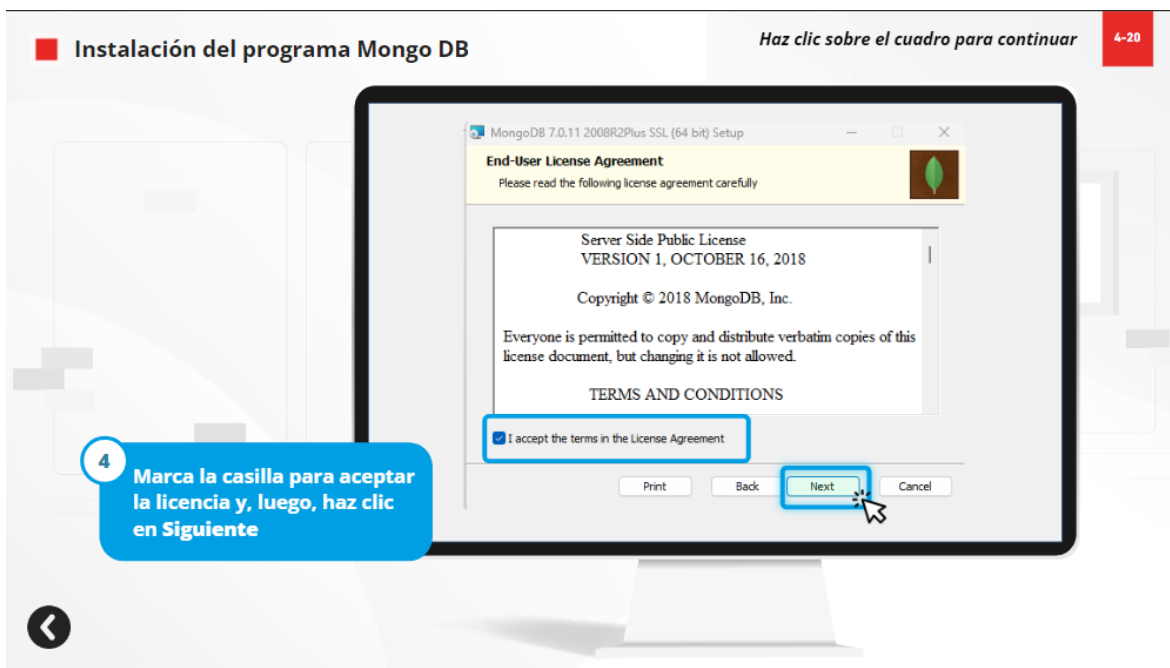 Instalación del programa Mongo DB
Haz clic sobre el cuadro para continuar
4-20
MongoDB 7.0.11 2008R2Plus SSL (64 bit) Setup
End-User License Agreement
Please read the following license agreement carefully
Server Side Public License
VERSION 1, OCTOBER 16, 2018
Copyright © 2018 MongoDB, Inc.
Everyone is permitted to copy and distribute verbatim copies of this
license document, but changing it is not allowed.
TERMS AND CONDITIONS
I accept the terms in the License Agreement
Print
Back
Next
Cancel
4
Marca la casilla para aceptar
la licencia y, luego, haz clic
en Siguiente